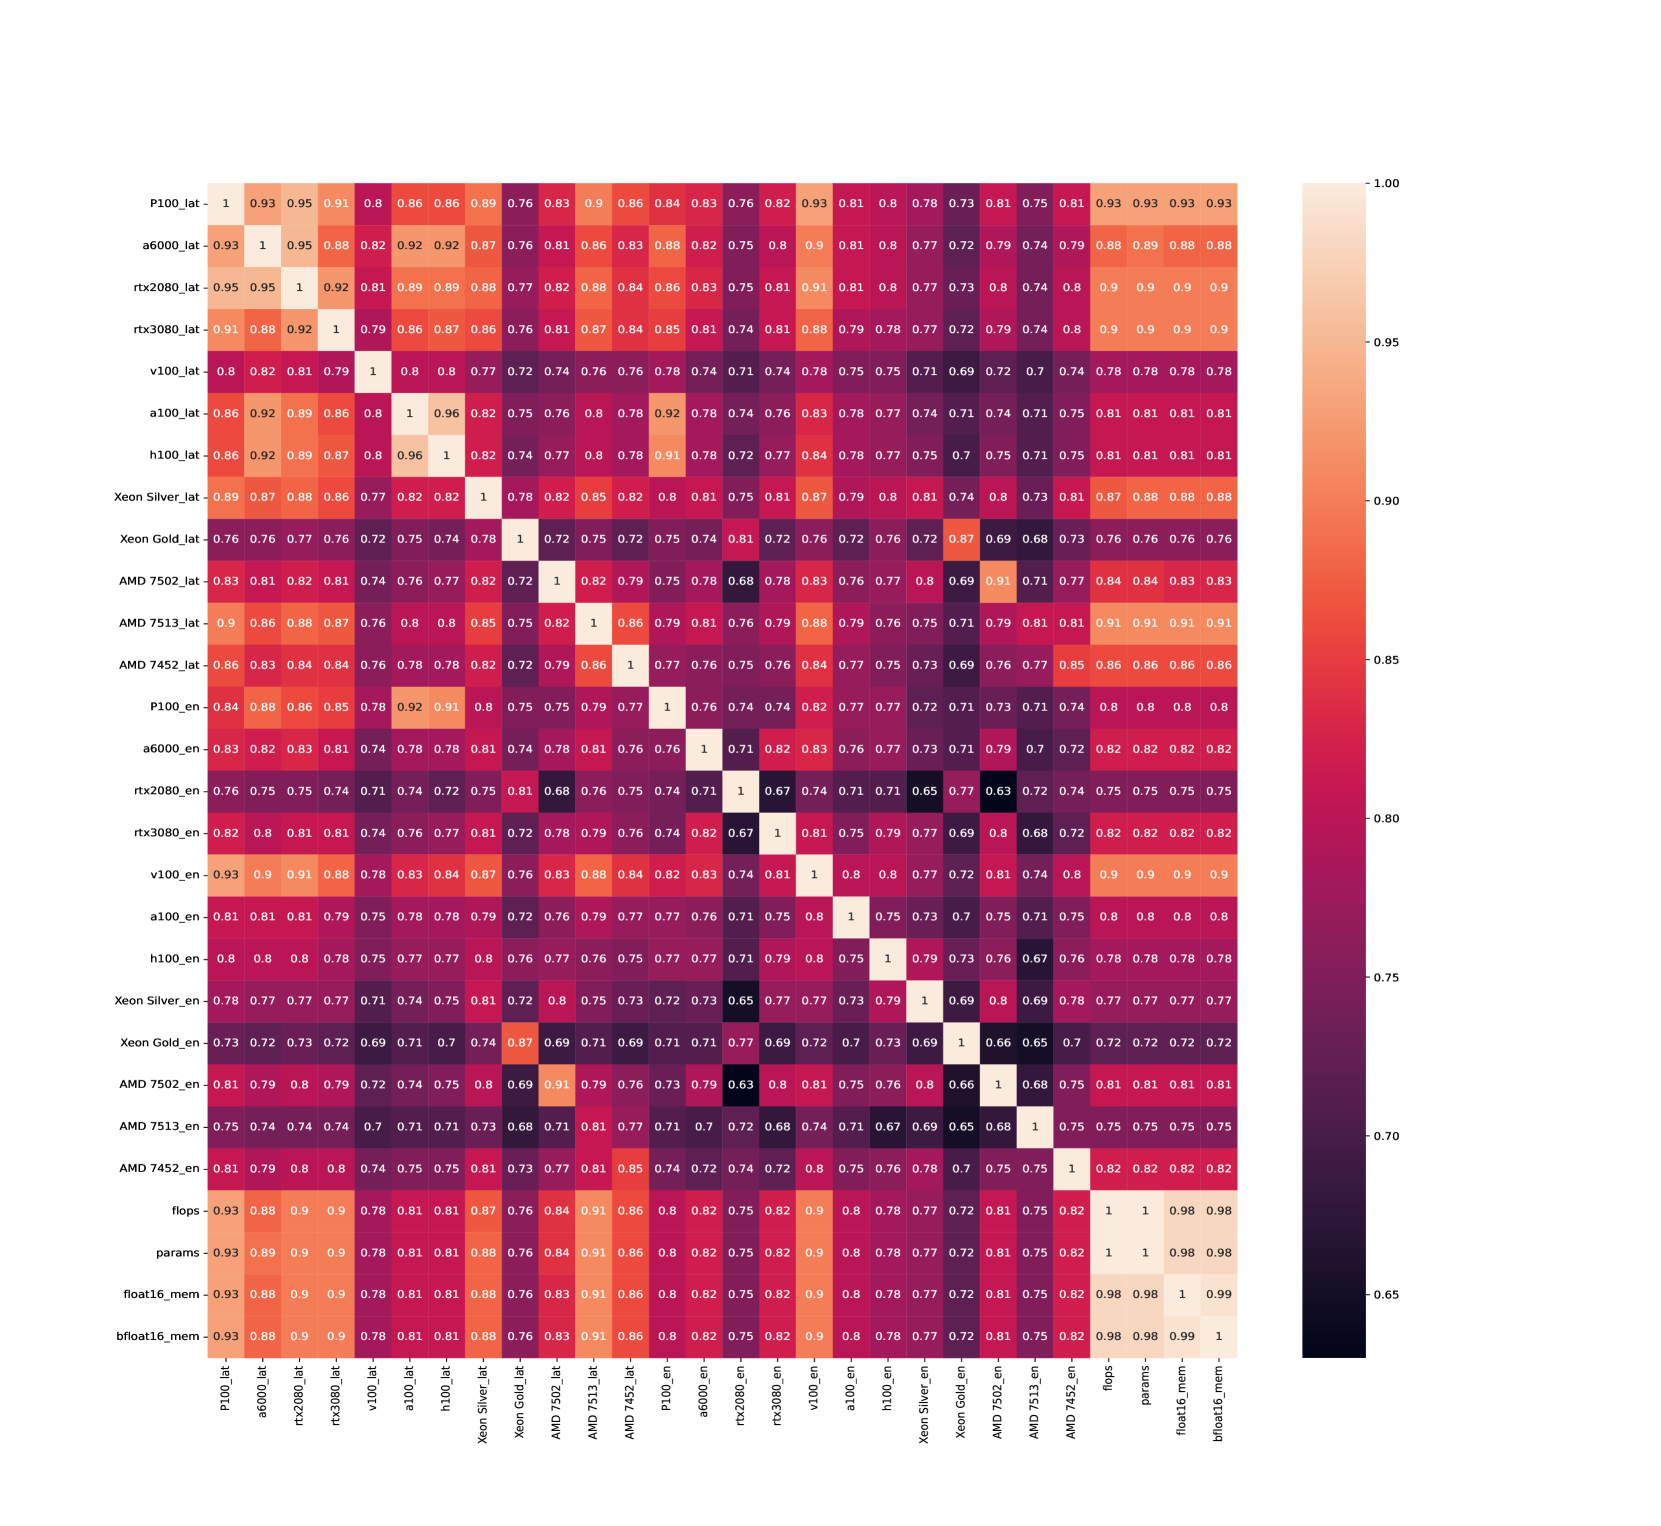 P100_lat 1 0.93 0.95 0.91 0.8 0.86 0.86 0.89 0.76 0.83 0.9 0.86 0.84 0.83 0.76 0.82 0.93 0.81 0.8 0.78 0.73 0.81 0.75 0.81 0.93 0.93 0.93 0.93
a6000_lat 0.93 1 0.95 0.88 0.82 0.92 0.92 0.87 0.76 0.81 0.86 0.83 0.88 0.82 0.75 0.8 0.9 0.81 0.8 0.77 0.72 0.79 0.74 0.79 0.88 0.89 0.88 0.88
rtx2080_lat 0.95 0.95 1 0.92 0.81 0.89 0.89 0.88 0.77 0.82 0.88 0.84 0.86 0.83 0.75 0.81 0.91 0.81 0.8 0.77 0.73 0.8 0.74 0.8 0.9 0.9 0.9 0.9
rtx3080_lat 0.91 0.88 0.92 1 0.79 0.86 0.87 0.86 0.76 0.81 0.87 0.84 0.85 0.81 0.74 0.81 0.88 0.79 0.78 0.77 0.72 0.79 0.74 0.8 0.9 0.9 0.9 0.9
v100_lat 0.8 0.82 0.81 0.79 1 0.8 0.8 0.77 0.72 0.74 0.76 0.76 0.78 0.74 0.71 0.74 0.78 0.75 0.75 0.71 0.69 0.72 0.7 0.74 0.78 0.78 0.78 0.78
a100_lat 0.86 0.92 0.89 0.86 0.8 1 0.96 0.82 0.75 0.76 0.8 0.78 0.92 0.78 0.74 0.76 0.83 0.78 0.77 0.74 0.71 0.74 0.71 0.75 0.81 0.81 0.81 0.81
h100_lat 0.86 0.92 0.89 0.87 0.8 0.96 1 0.82 0.74 0.77 0.8 0.78 0.91 0.78 0.72 0.77 0.84 0.78 0.77 0.75 0.7 0.75 0.71 0.75 0.81 0.81 0.81 0.81
Xeon Silver_lat 0.89 0.87 0.88 0.86 0.77 0.82 0.82 1 0.78 0.82 0.85 0.82 0.8 0.81 0.75 0.81 0.87 0.79 0.8 0.81 0.74 0.8 0.73 0.81 0.87 0.88 0.88 0.88
Xeon Gold_lat 0.76 0.76 0.77 0.76 0.72 0.75 0.74 0.78 1 0.72 0.75 0.72 0.75 0.74 0.81 0.72 0.76 0.72 0.76 0.72 0.87 0.69 0.68 0.73 0.76 0.76 0.76 0.76
AMD 7502_lat 0.83 0.81 0.82 0.81 0.74 0.76 0.77 0.82 0.72 1 0.82 0.79 0.75 0.78 0.68 0.78 0.83 0.76 0.77 0.8 0.69 0.91 0.71 0.77 0.84 0.84 0.83 0.83
AMD 7513_lat 0.9 0.86 0.88 0.87 0.76 0.8 0.8 0.85 0.75 0.82 1 0.86 0.79 0.81 0.76 0.79 0.88 0.79 0.76 0.75 0.71 0.79 0.81 0.81 0.91 0.91 0.91 0.91
AMD 7452_lat 0.86 0.83 0.84 0.84 0.76 0.78 0.78 0.82 0.72 0.79 0.86 1 0.77 0.76 0.75 0.76 0.84 0.77 0.75 0.73 0.69 0.76 0.77 0.85 0.86 0.86 0.86 0.86
P100_en 0.84 0.88 0.86 0.85 0.78 0.92 0.91 0.8 0.75 0.75 0.79 0.77 1 0.76 0.74 0.74 0.82 0.77 0.77 0.72 0.71 0.73 0.71 0.74 0.8 0.8 0.8 0.8
a6000_en 0.83 0.82 0.83 0.81 0.74 0.78 0.78 0.81 0.74 0.78 0.81 0.76 0.76 1 0.71 0.82 0.83 0.76 0.77 0.73 0.71 0.79 0.7 0.72 0.82 0.82 0.82 0.82
rtx2080_en 0.76 0.75 0.75 0.74 0.71 0.74 0.72 0.75 0.81 0.68 0.76 0.75 0.74 0.71 1 0.67 0.74 0.71 0.71 0.65 0.77 0.63 0.72 0.74 0.75 0.75 0.75 0.75
rtx3080_en 0.82 0.8 0.81 0.81 0.74 0.76 0.77 0.81 0.72 0.78 0.79 0.76 0.74 0.82 0.67 1 0.81 0.75 0.79 0.77 0.69 0.8 0.68 0.72 0.82 0.82 0.82 0.82
v100_en 0.93 0.9 0.91 0.88 0.78 0.83 0.84 0.87 0.76 0.83 0.88 0.84 0.82 0.83 0.74 0.81 1 0.8 0.8 0.77 0.72 0.81 0.74 0.8 0.9 0.9 0.9 0.9
a100_en 0.81 0.81 0.81 0.79 0.75 0.78 0.78 0.79 0.72 0.76 0.79 0.77 0.77 0.76 0.71 0.75 0.8 1 0.75 0.73 0.7 0.75 0.71 0.75 0.8 0.8 0.8 0.8
h100_en 0.8 0.8 0.8 0.78 0.75 0.77 0.77 0.8 0.76 0.77 0.76 0.75 0.77 0.77 0.71 0.79 0.8 0.75 1 0.79 0.73 0.76 0.67 0.76 0.78 0.78 0.78 0.78
Xeon Silver_en 0.78 0.77 0.77 0.77 0.71 0.74 0.75 0.81 0.72 0.8 0.75 0.73 0.72 0.73 0.65 0.77 0.77 0.73 0.79 1 0.69 0.8 0.69 0.78 0.77 0.77 0.77 0.77
Xeon Gold_en 0.73 0.72 0.73 0.72 0.69 0.71 0.7 0.74 0.87 0.69 0.71 0.69 0.71 0.71 0.77 0.69 0.72 0.7 0.73 0.69 1 0.66 0.65 0.7 0.72 0.72 0.72 0.72
AMD 7502_en 0.81 0.79 0.8 0.79 0.72 0.74 0.75 0.8 0.69 0.91 0.79 0.76 0.73 0.79 0.63 0.8 0.81 0.75 0.76 0.8 0.66 1 0.68 0.75 0.81 0.81 0.81 0.81
AMD 7513_en 0.75 0.74 0.74 0.74 0.7 0.71 0.71 0.73 0.68 0.71 0.81 0.77 0.71 0.7 0.72 0.68 0.74 0.71 0.67 0.69 0.65 0.68 1 0.75 0.75 0.75 0.75 0.75
AMD 7452_en 0.81 0.79 0.8 0.8 0.74 0.75 0.75 0.81 0.73 0.77 0.81 0.85 0.74 0.72 0.74 0.72 0.8 0.75 0.76 0.78 0.7 0.75 0.75 1 0.82 0.82 0.82 0.82
flops 0.93 0.88 0.9 0.9 0.78 0.81 0.81 0.87 0.76 0.84 0.91 0.86 0.8 0.82 0.75 0.82 0.9 0.8 0.78 0.77 0.72 0.81 0.75 0.82 1 1 0.98 0.98
params 0.93 0.89 0.9 0.9 0.78 0.81 0.81 0.88 0.76 0.84 0.91 0.86 0.8 0.82 0.75 0.82 0.9 0.8 0.78 0.77 0.72 0.81 0.75 0.82 1 1 0.98 0.98
float16_mem 0.93 0.88 0.9 0.9 0.78 0.81 0.81 0.88 0.76 0.83 0.91 0.86 0.8 0.82 0.75 0.82 0.9 0.8 0.78 0.77 0.72 0.81 0.75 0.82 0.98 0.98 1 0.99
bfloat16_mem 0.93 0.88 0.9 0.9 0.78 0.81 0.81 0.88 0.76 0.83 0.91 0.86 0.8 0.82 0.75 0.82 0.9 0.8 0.78 0.77 0.72 0.81 0.75 0.82 0.98 0.98 0.99 1
P100_lat
a6000_lat
rtx2080_lat
rtx3080_lat
v100_lat
a100_lat
h100_lat
Xeon Silver_lat
Xeon Gold_lat
AMD 7502_lat
AMD 7513_lat
AMD 7452_lat
P100_en
a6000_en
rtx2080_en
rtx3080_en
v100_en
a100_en
h100_en
Xeon Silver_en
Xeon Gold_en
AMD 7502_en
AMD 7513_en
AMD 7452_en
flops
params
float16_mem
bfloat16_mem
1.00
0.95
0.90
0.85
0.80
0.75
0.70
0.65